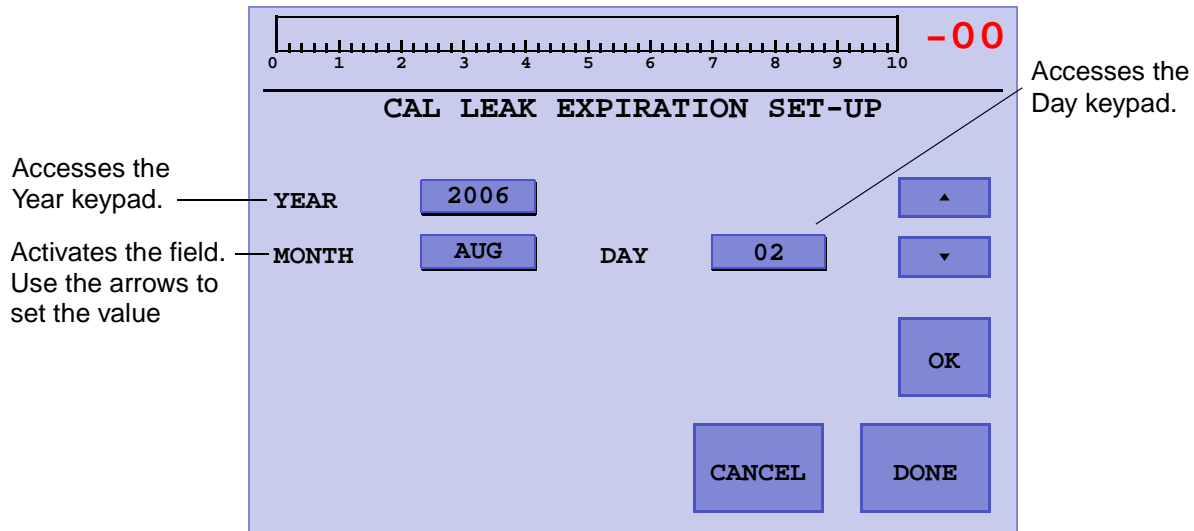 -00
0 1 2 3 4 5 6 7 8 9 10
CAL LEAK EXPIRATION SET-UP
Accesses the
Day keypad.
Accesses the
Year keypad.
YEAR 2006
Activates the field.
Use the arrows to
set the value
MONTH AUG DAY 02
OK
CANCEL DONE